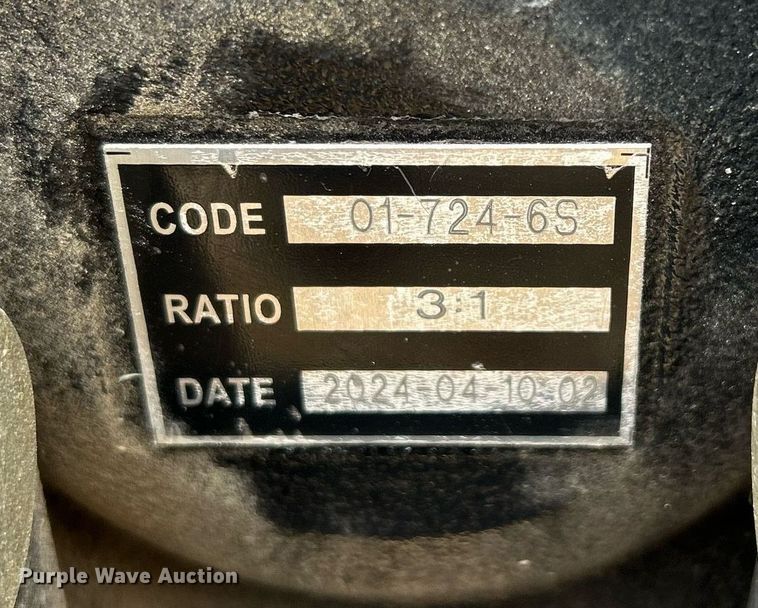 CODE 01-724-6S
RATIO 3:1
DATE 2024-04-10-02
Purple Wave Auction